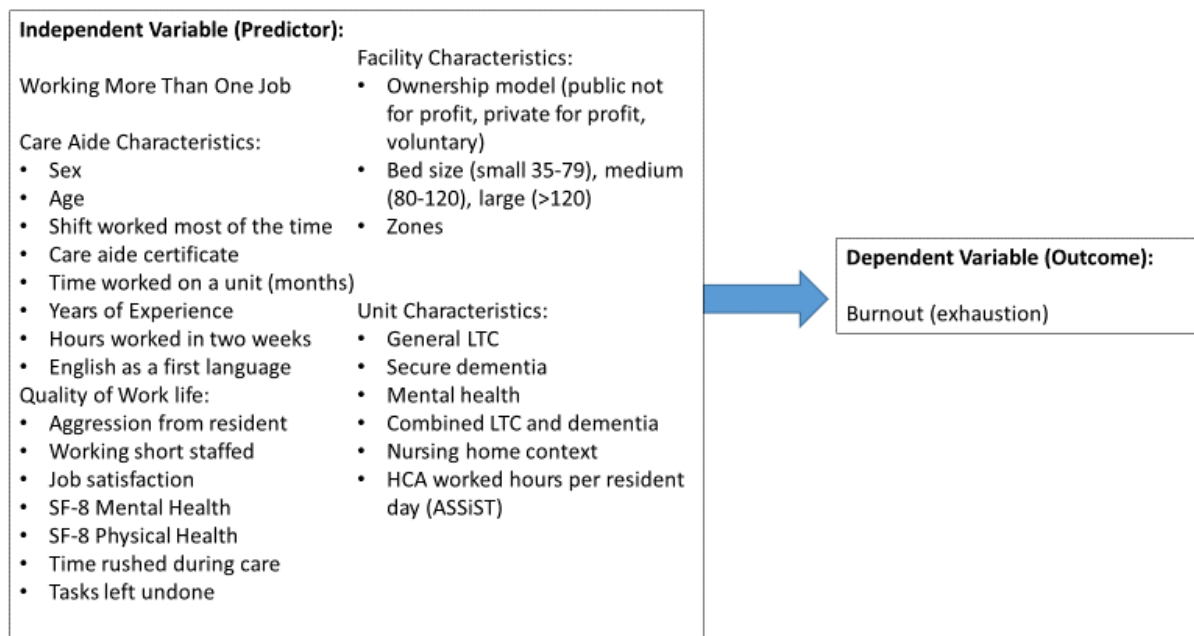 Independent Variable (Predictor):
Working More Than One Job
Care Aide Characteristics:
• Sex
• Age
• Shift worked most of the time
• Care aide certificate
• Time worked on a unit (months)
• Years of Experience
• Hours worked in two weeks
• English as a first language
Quality of Work life:
• Aggression from resident
• Working short staffed
• Job satisfaction
• SF-8 Mental Health
• SF-8 Physical Health
• Time rushed during care
• Tasks left undone
Facility Characteristics:
• Ownership model (public not
for profit, private for profit,
voluntary)
• Bed size (small 35-79), medium
(80-120), large (>120)
• Zones
Unit Characteristics:
• General LTC
• Secure dementia
• Mental health
• Combined LTC and dementia
• Nursing home context
• HCA worked hours per resident
day (ASSiST)
Dependent Variable (Outcome):
Burnout (exhaustion)